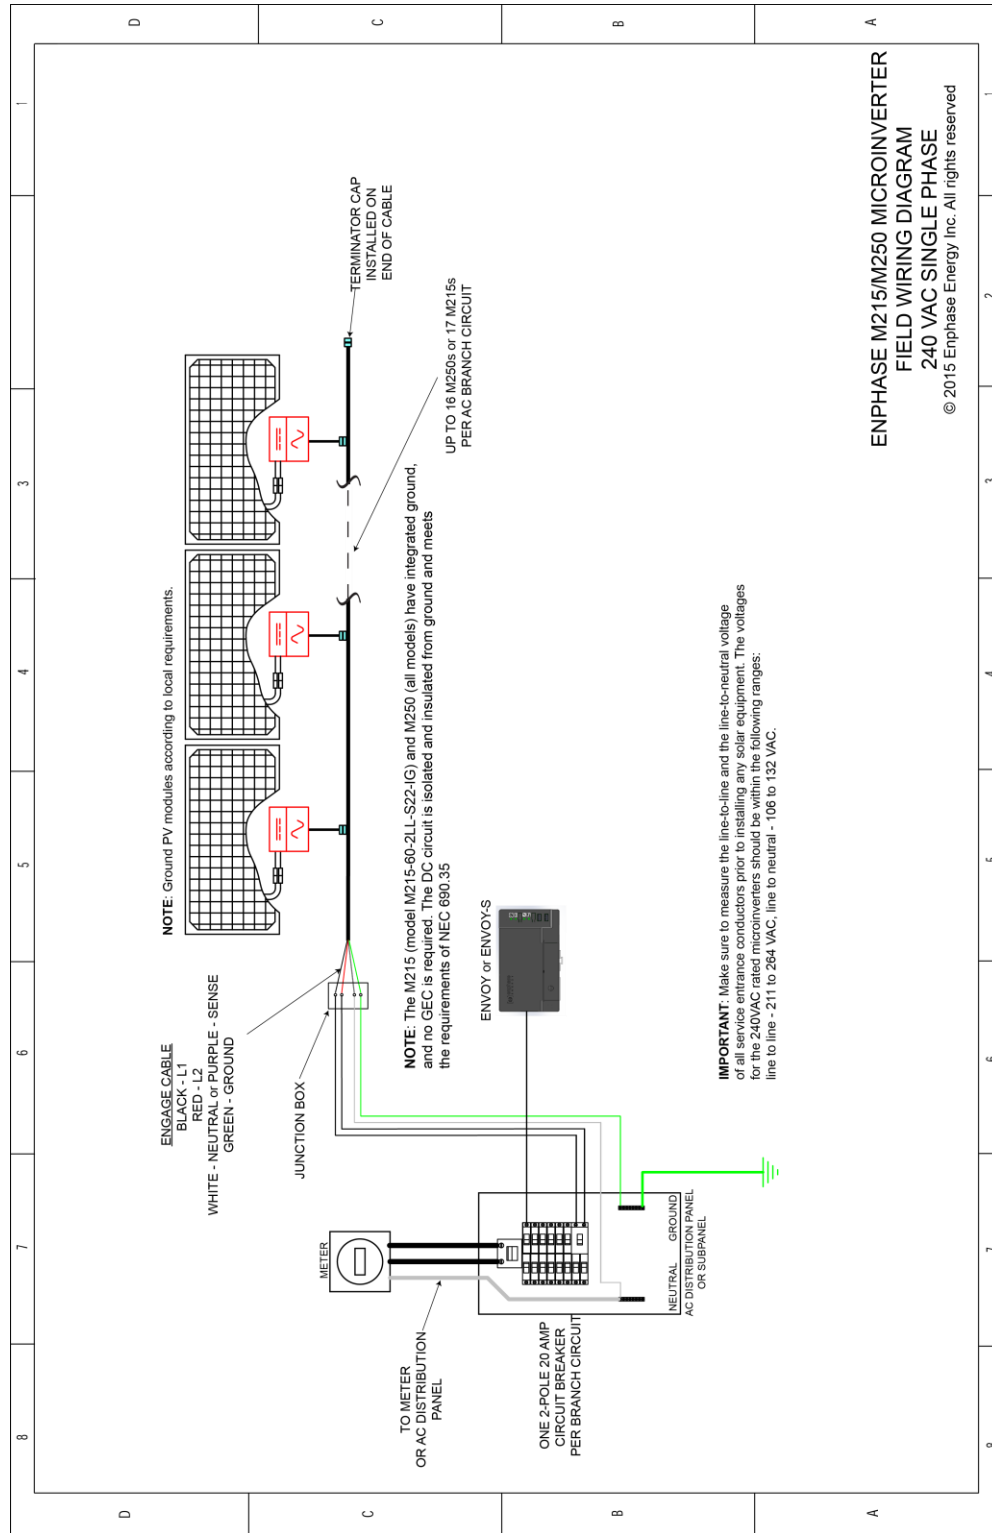 NOTE: Ground PV modules according to local requirements.
ENGAGE CABLE
BLACK - L1
RED - L2
WHITE - NEUTRAL or PURPLE - SENSE
GREEN - GROUND
JUNCTION BOX
TERMINATOR CAP
INSTALLED ON
END OF CABLE
UP TO 16 M250s or 17 M215s
PER AC BRANCH CIRCUIT
NOTE: The M215 (model M215-60-2LL-S22-IG) and M250 (all models) have integrated ground,
and no GEC is required. The DC circuit is isolated and insulated from ground and meets
the requirements of NEC 690.35
METER
TO METER
OR AC DISTRIBUTION
PANEL
ENVOY or ENVOY-S
ONE 2-POLE 20 AMP
CIRCUIT BREAKER
PER BRANCH CIRCUIT
NEUTRAL GROUND
AC DISTRIBUTION PANEL
OR SUBPANEL
IMPORTANT: Make sure to measure the line-to-line and the line-to-neutral voltage
of all service entrance conductors prior to installing any solar equipment. The voltages
for the 240VAC rated microinverters should be within the following ranges:
line to line - 211 to 264 VAC, line to neutral - 106 to 132 VAC.
ENPHASE M215/M250 MICROINVERTER
FIELD WIRING DIAGRAM
240 VAC SINGLE PHASE
© 2015 Enphase Energy Inc. All rights reserved
8 7 6 5 4 3 2 1
8 7 6 5 4 3 2 1
D
C
B
A
D
C
B
A